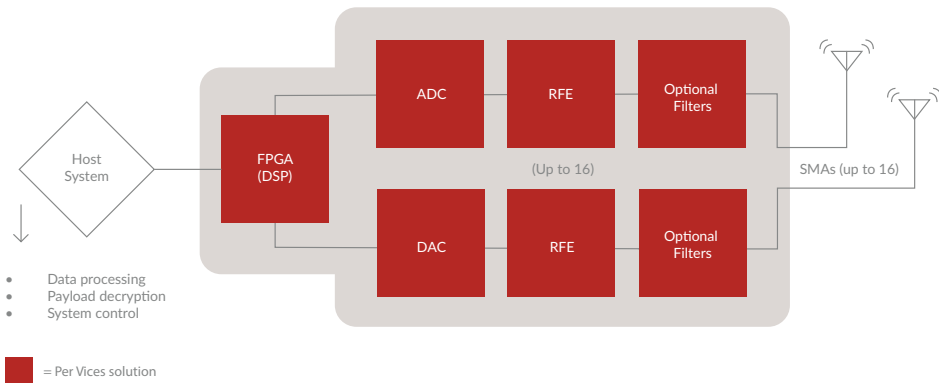 Host
System
FPGA
(DSP)
ADC
RFE
Optional
Filters
(Up to 16)
SMAs (up to 16)
DAC
RFE
Optional
Filters
• Data processing
• Payload decryption
• System control
= Per Vices solution